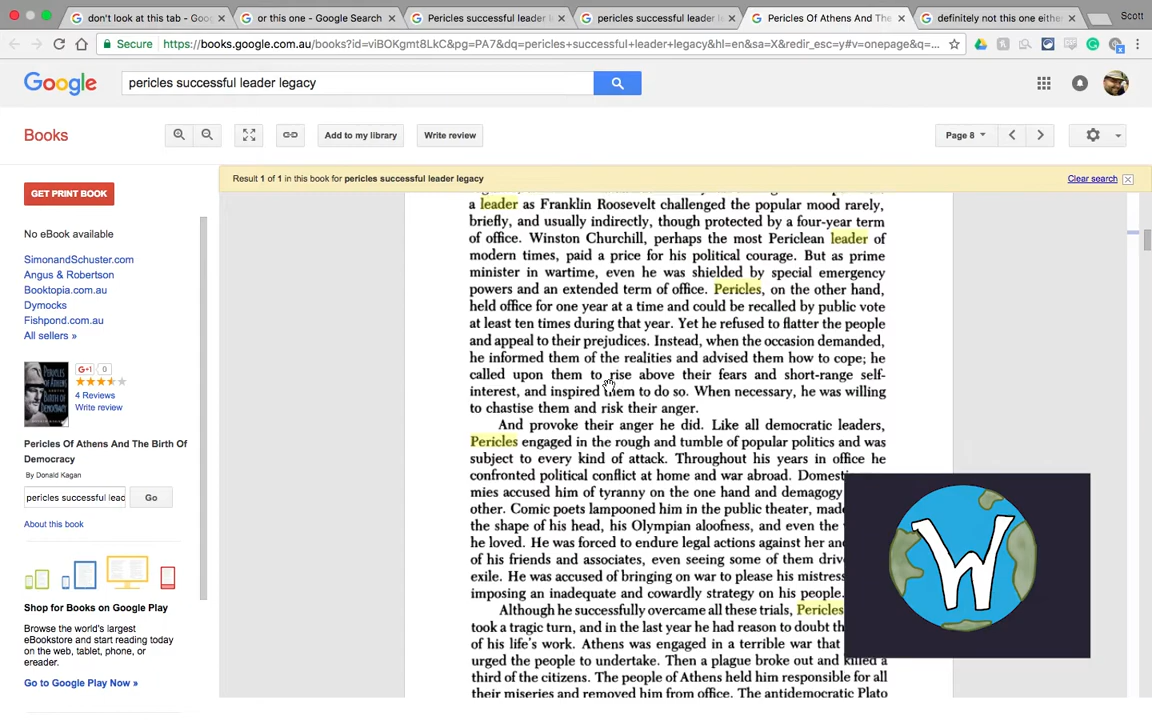 don't look at this tab - Goo
or this one - Google Search
Pericles successful leader l
pericles successful leader le
Pericles Of Athens And The
definitely not this one eithe
Scott
Secure
https://books.google.com.au/books?id=viBOKgmt8LkC&pg=PA7&dq=pericles+successful+leader+legacy&hl=en&sa=X&redir_esc=y#v=onepage&q=...
Google
pericles successful leader legacy
Books
Add to my library
Write review
Page 8
Result 1 of 1 in this book for pericles successful leader legacy
Clear search
GET PRINT BOOK
No eBook available
SimonandSchuster.com
Angus & Robertson
Booktopia.com.au
Dymocks
Fishpond.com.au
All sellers »
G+1 0
4 Reviews
Write review
Pericles Of Athens And The Birth Of
Democracy
By Donald Kagan
pericles successful lead
Go
About this book
Shop for Books on Google Play
Browse the world's largest
eBookstore and start reading today
on the web, tablet, phone, or
ereader.
Go to Google Play Now »
a leader as Franklin Roosevelt challenged the popular mood rarely,
briefly, and usually indirectly, though protected by a four-year term
of office. Winston Churchill, perhaps the most Periclean leader of
modern times, paid a price for his political courage. But as prime
minister in wartime, even he was shielded by special emergency
powers and an extended term of office. Pericles, on the other hand,
held office for one year at a time and could be recalled by public vote
at least ten times during that year. Yet he refused to flatter the people
and appeal to their prejudices. Instead, when the occasion demanded,
he informed them of the realities and advised them how to cope; he
called upon them to rise above their fears and short-range self-
interest, and inspired them to do so. When necessary, he was willing
to chastise them and risk their anger.
And provoke their anger he did. Like all democratic leaders,
Pericles engaged in the rough and tumble of popular politics and was
subject to every kind of attack. Throughout his years in office he
confronted political conflict at home and war abroad. Domest
mies accused him of tyranny on the one hand and demagogy
other. Comic poets lampooned him in the public theater, mad
the shape of his head, his Olympian aloofness, and even the
he loved. He was forced to endure legal actions against her an
of his friends and associates, even seeing some of them driv
exile. He was accused of bringing on war to please his mistress
imposing an inadequate and cowardly strategy on his people.
Although he successfully overcame all these trials, Pericles
took a tragic turn, and in the last year he had reason to doubt th
of his life's work. Athens was engaged in a terrible war that
urged the people to undertake. Then a plague broke out and killed a
third of the citizens. The people of Athens held him responsible for all
their miseries and removed him from office. The antidemocratic Plato
W